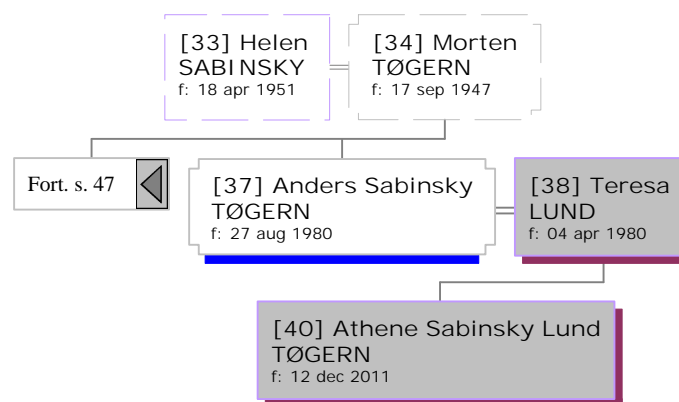 [33] Helen
SABINSKY
f: 18 apr 1951
[34] Morten
TØGERN
f: 17 sep 1947
Fort. s. 47
[37] Anders Sabinsky
TØGERN
f: 27 aug 1980
[38] Teresa
LUND
f: 04 apr 1980
[40] Athene Sabinsky Lund
TØGERN
f: 12 dec 2011